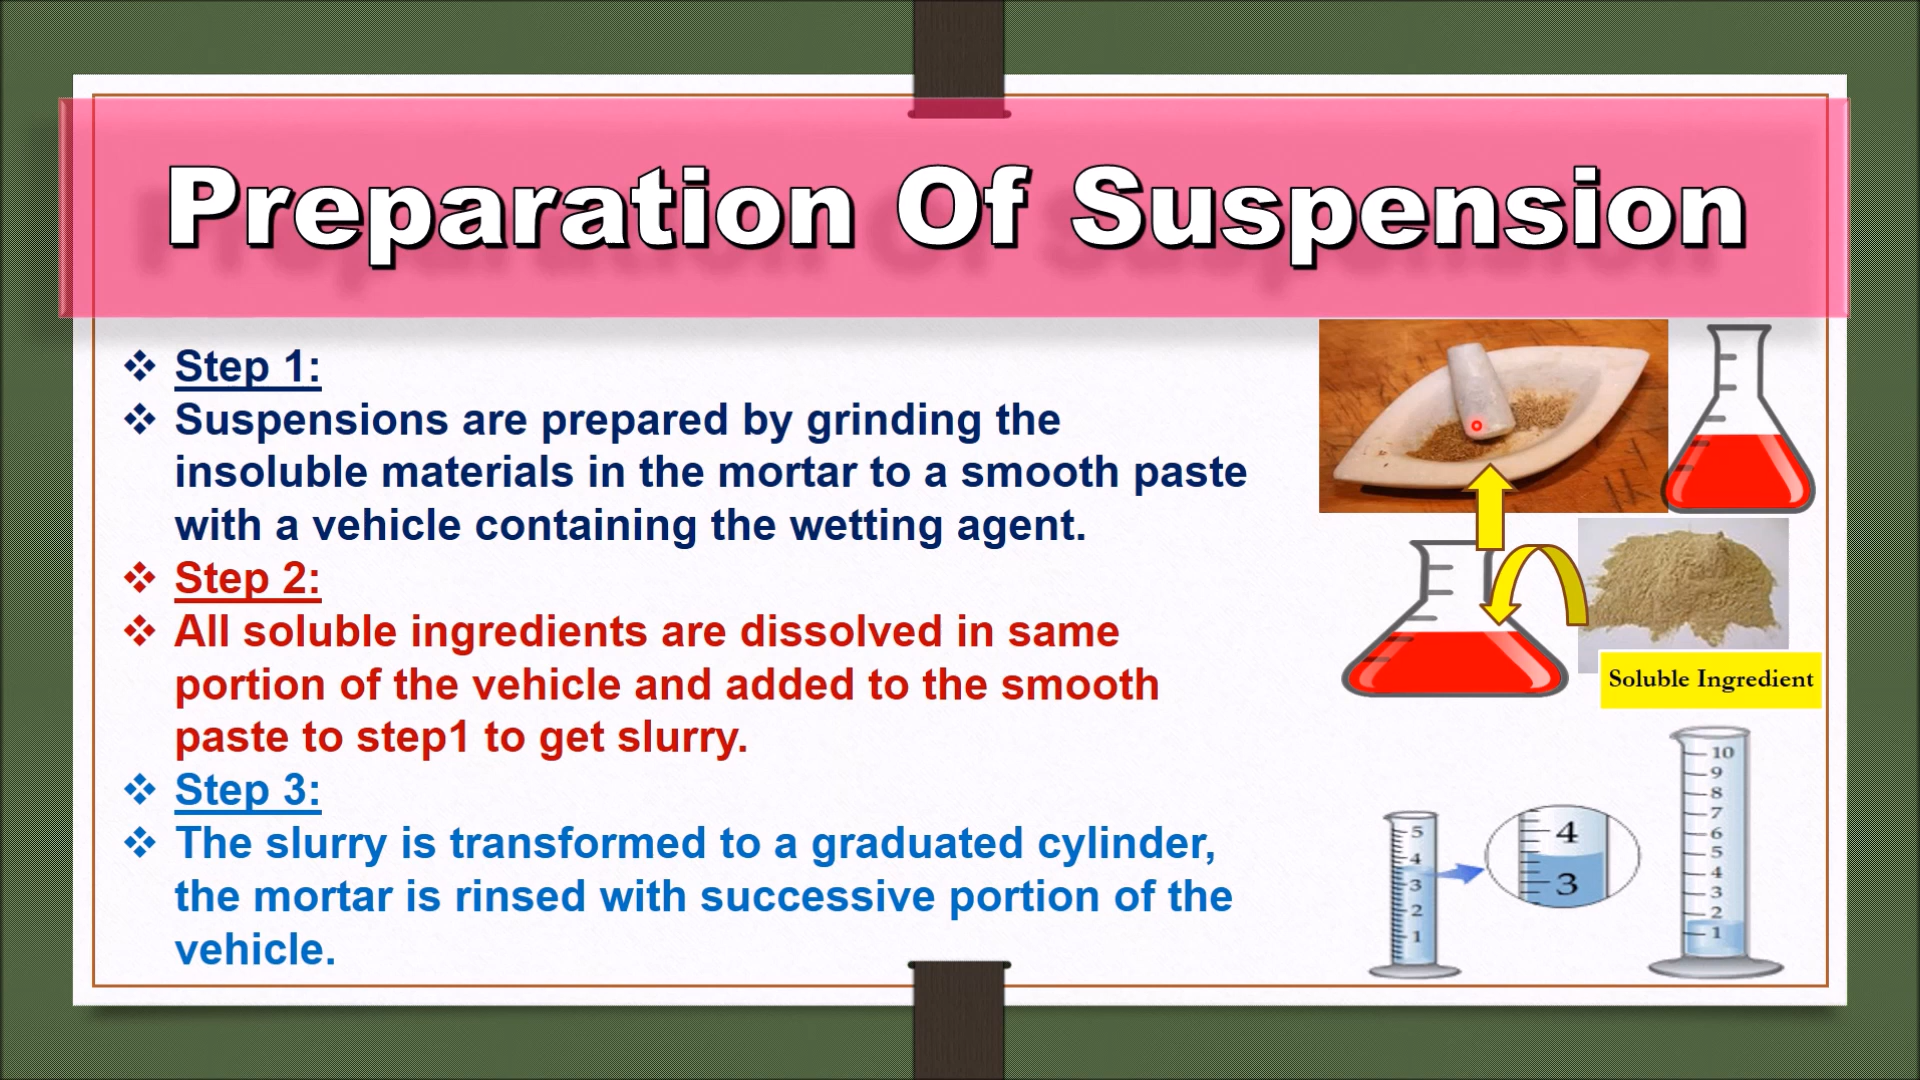 Preparation Of Suspension
❖ Step 1:
❖ Suspensions are prepared by grinding the
insoluble materials in the mortar to a smooth paste
with a vehicle containing the wetting agent.
❖ Step 2:
❖ All soluble ingredients are dissolved in same
portion of the vehicle and added to the smooth
paste to step1 to get slurry.
❖ Step 3:
❖ The slurry is transformed to a graduated cylinder,
the mortar is rinsed with successive portion of the
vehicle.
Soluble Ingredient
5
4
3
2
1
4
3
10
9
8
7
6
5
4
3
2
1